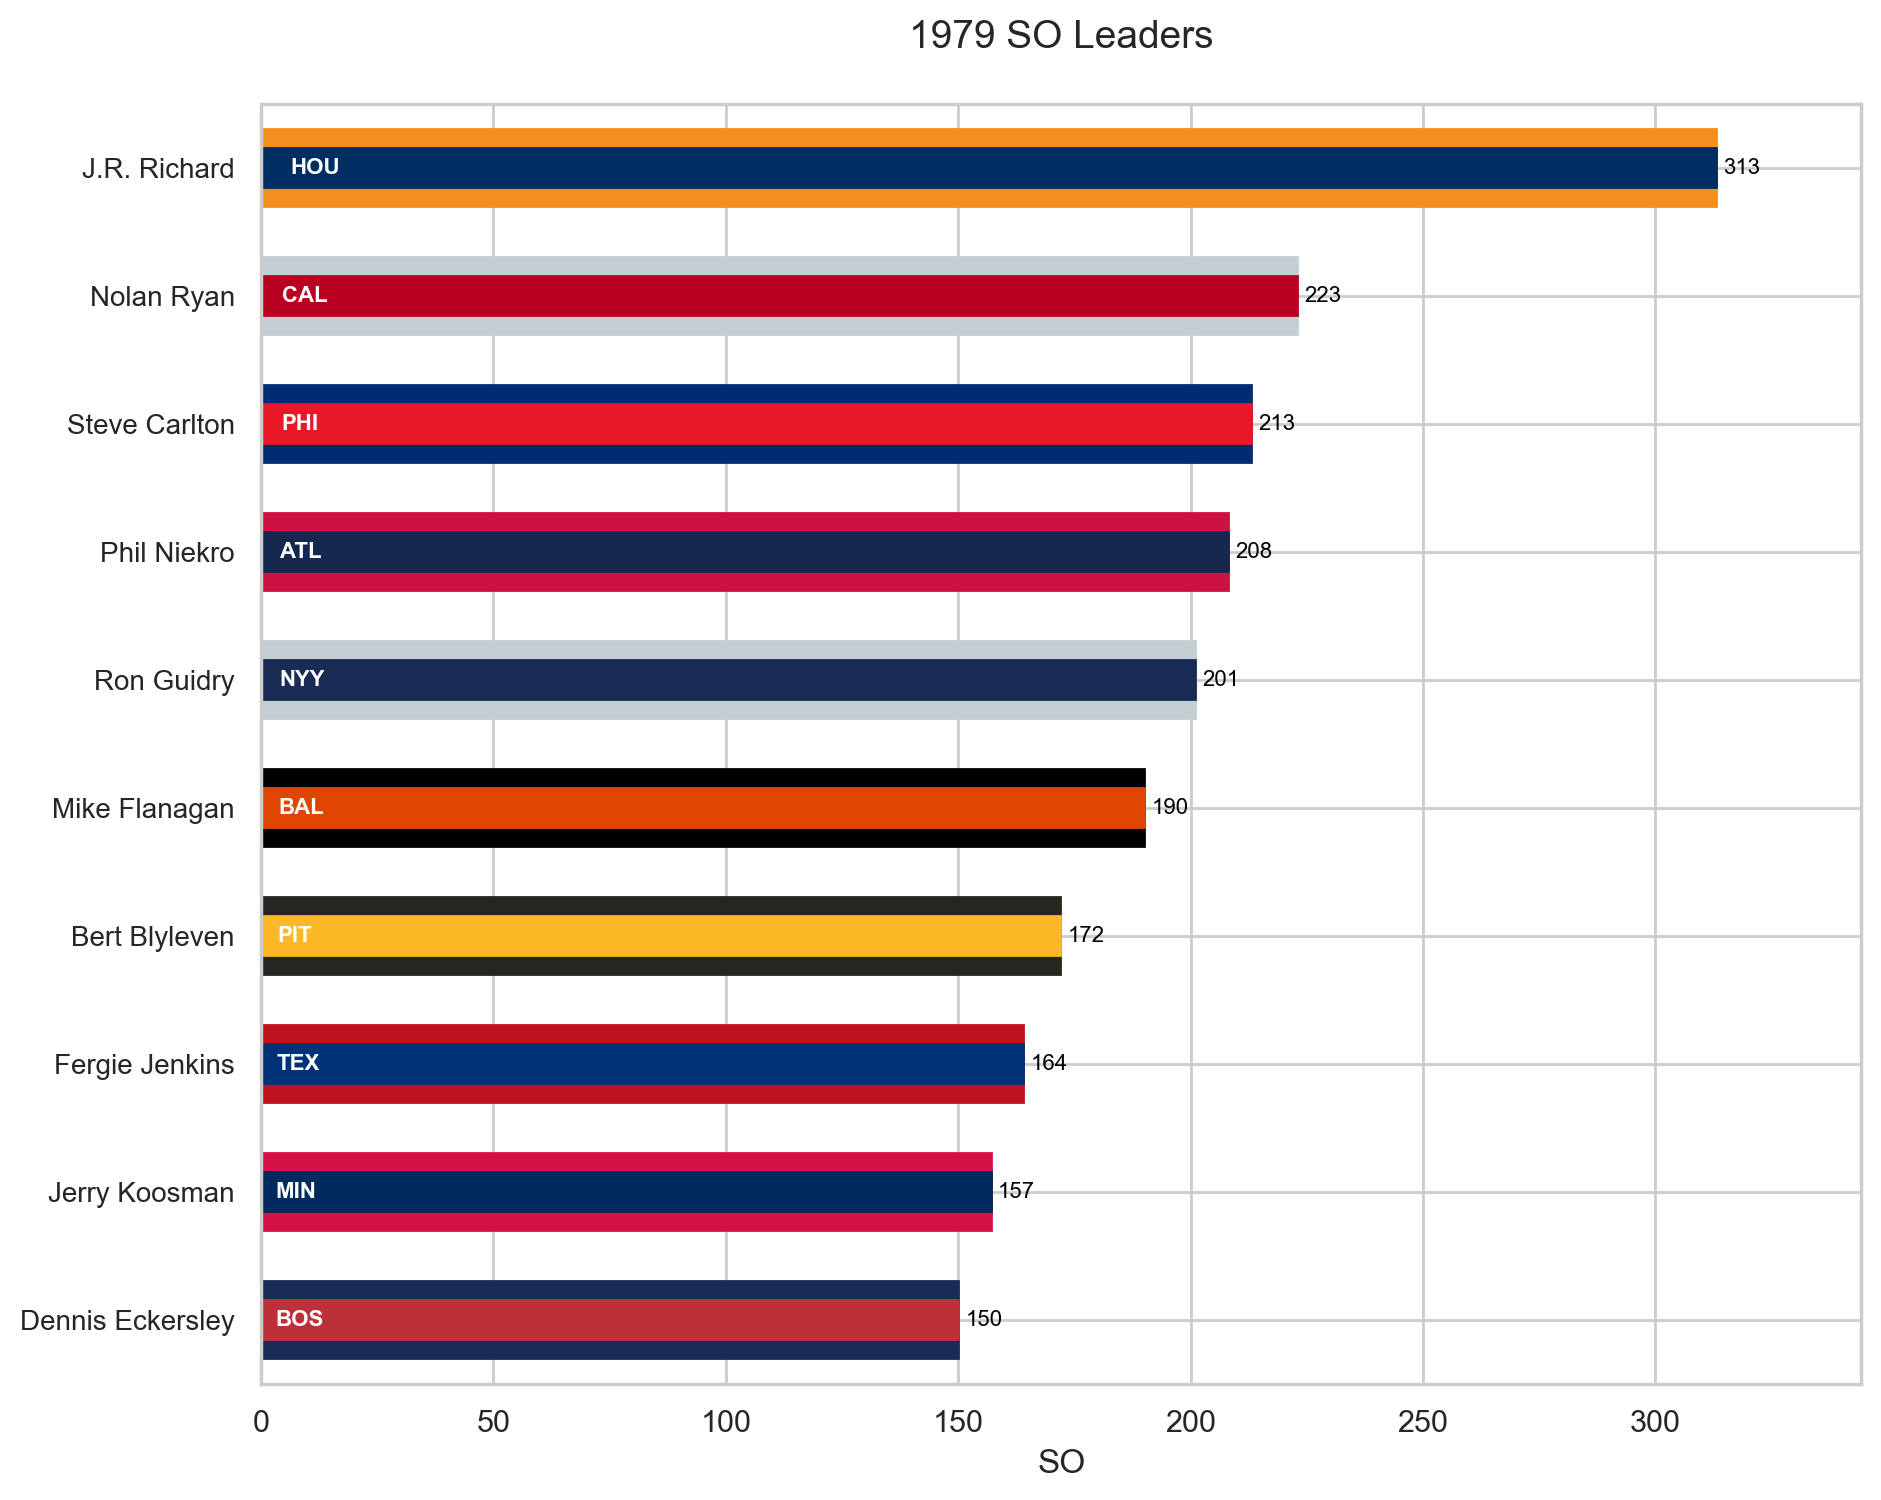 1979 SO Leaders
J.R. Richard HOU 313
Nolan Ryan CAL 223
Steve Carlton PHI 213
Phil Niekro ATL 208
Ron Guidry NYY 201
Mike Flanagan BAL 190
Bert Blyleven PIT 172
Fergie Jenkins TEX 164
Jerry Koosman MIN 157
Dennis Eckersley BOS 150
0 50 100 150 200 250 300
SO